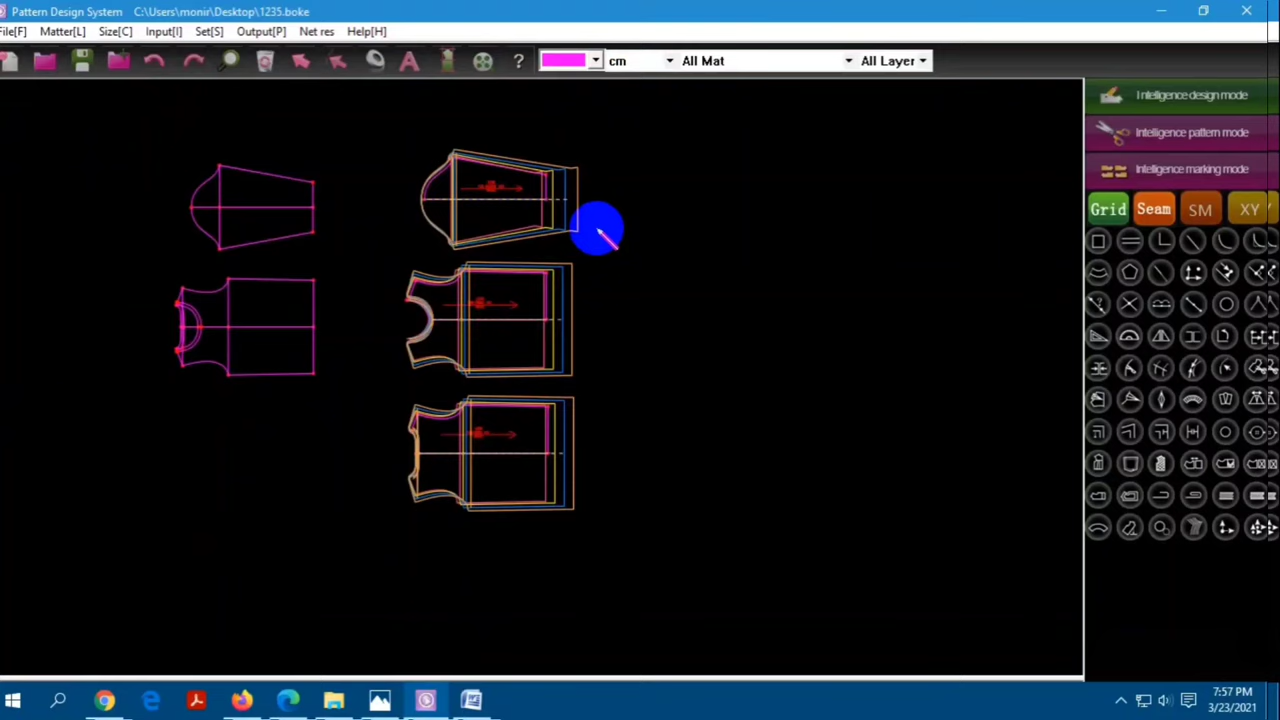 Pattern Design System C:\Users\monir\Desktop\1235.boke
File[F] Matter[L] Size[C] Input[I] Set[S] Output[P] Net res Help[H]
cm All Mat All Layer
Intelligence design mode
Intelligence pattern mode
Intelligence marking mode
Grid Seam SM XY
7:57 PM
3/23/2021